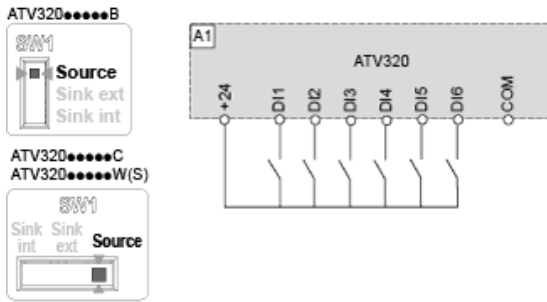 ATV320●●●●●B
SW1
Source
Sink ext
Sink int
ATV320●●●●●C
ATV320●●●●●W(S)
SW1
Sink int
Sink ext
Source
A1
ATV320
+24
DI1
DI2
DI3
DI4
DI5
DI6
COM